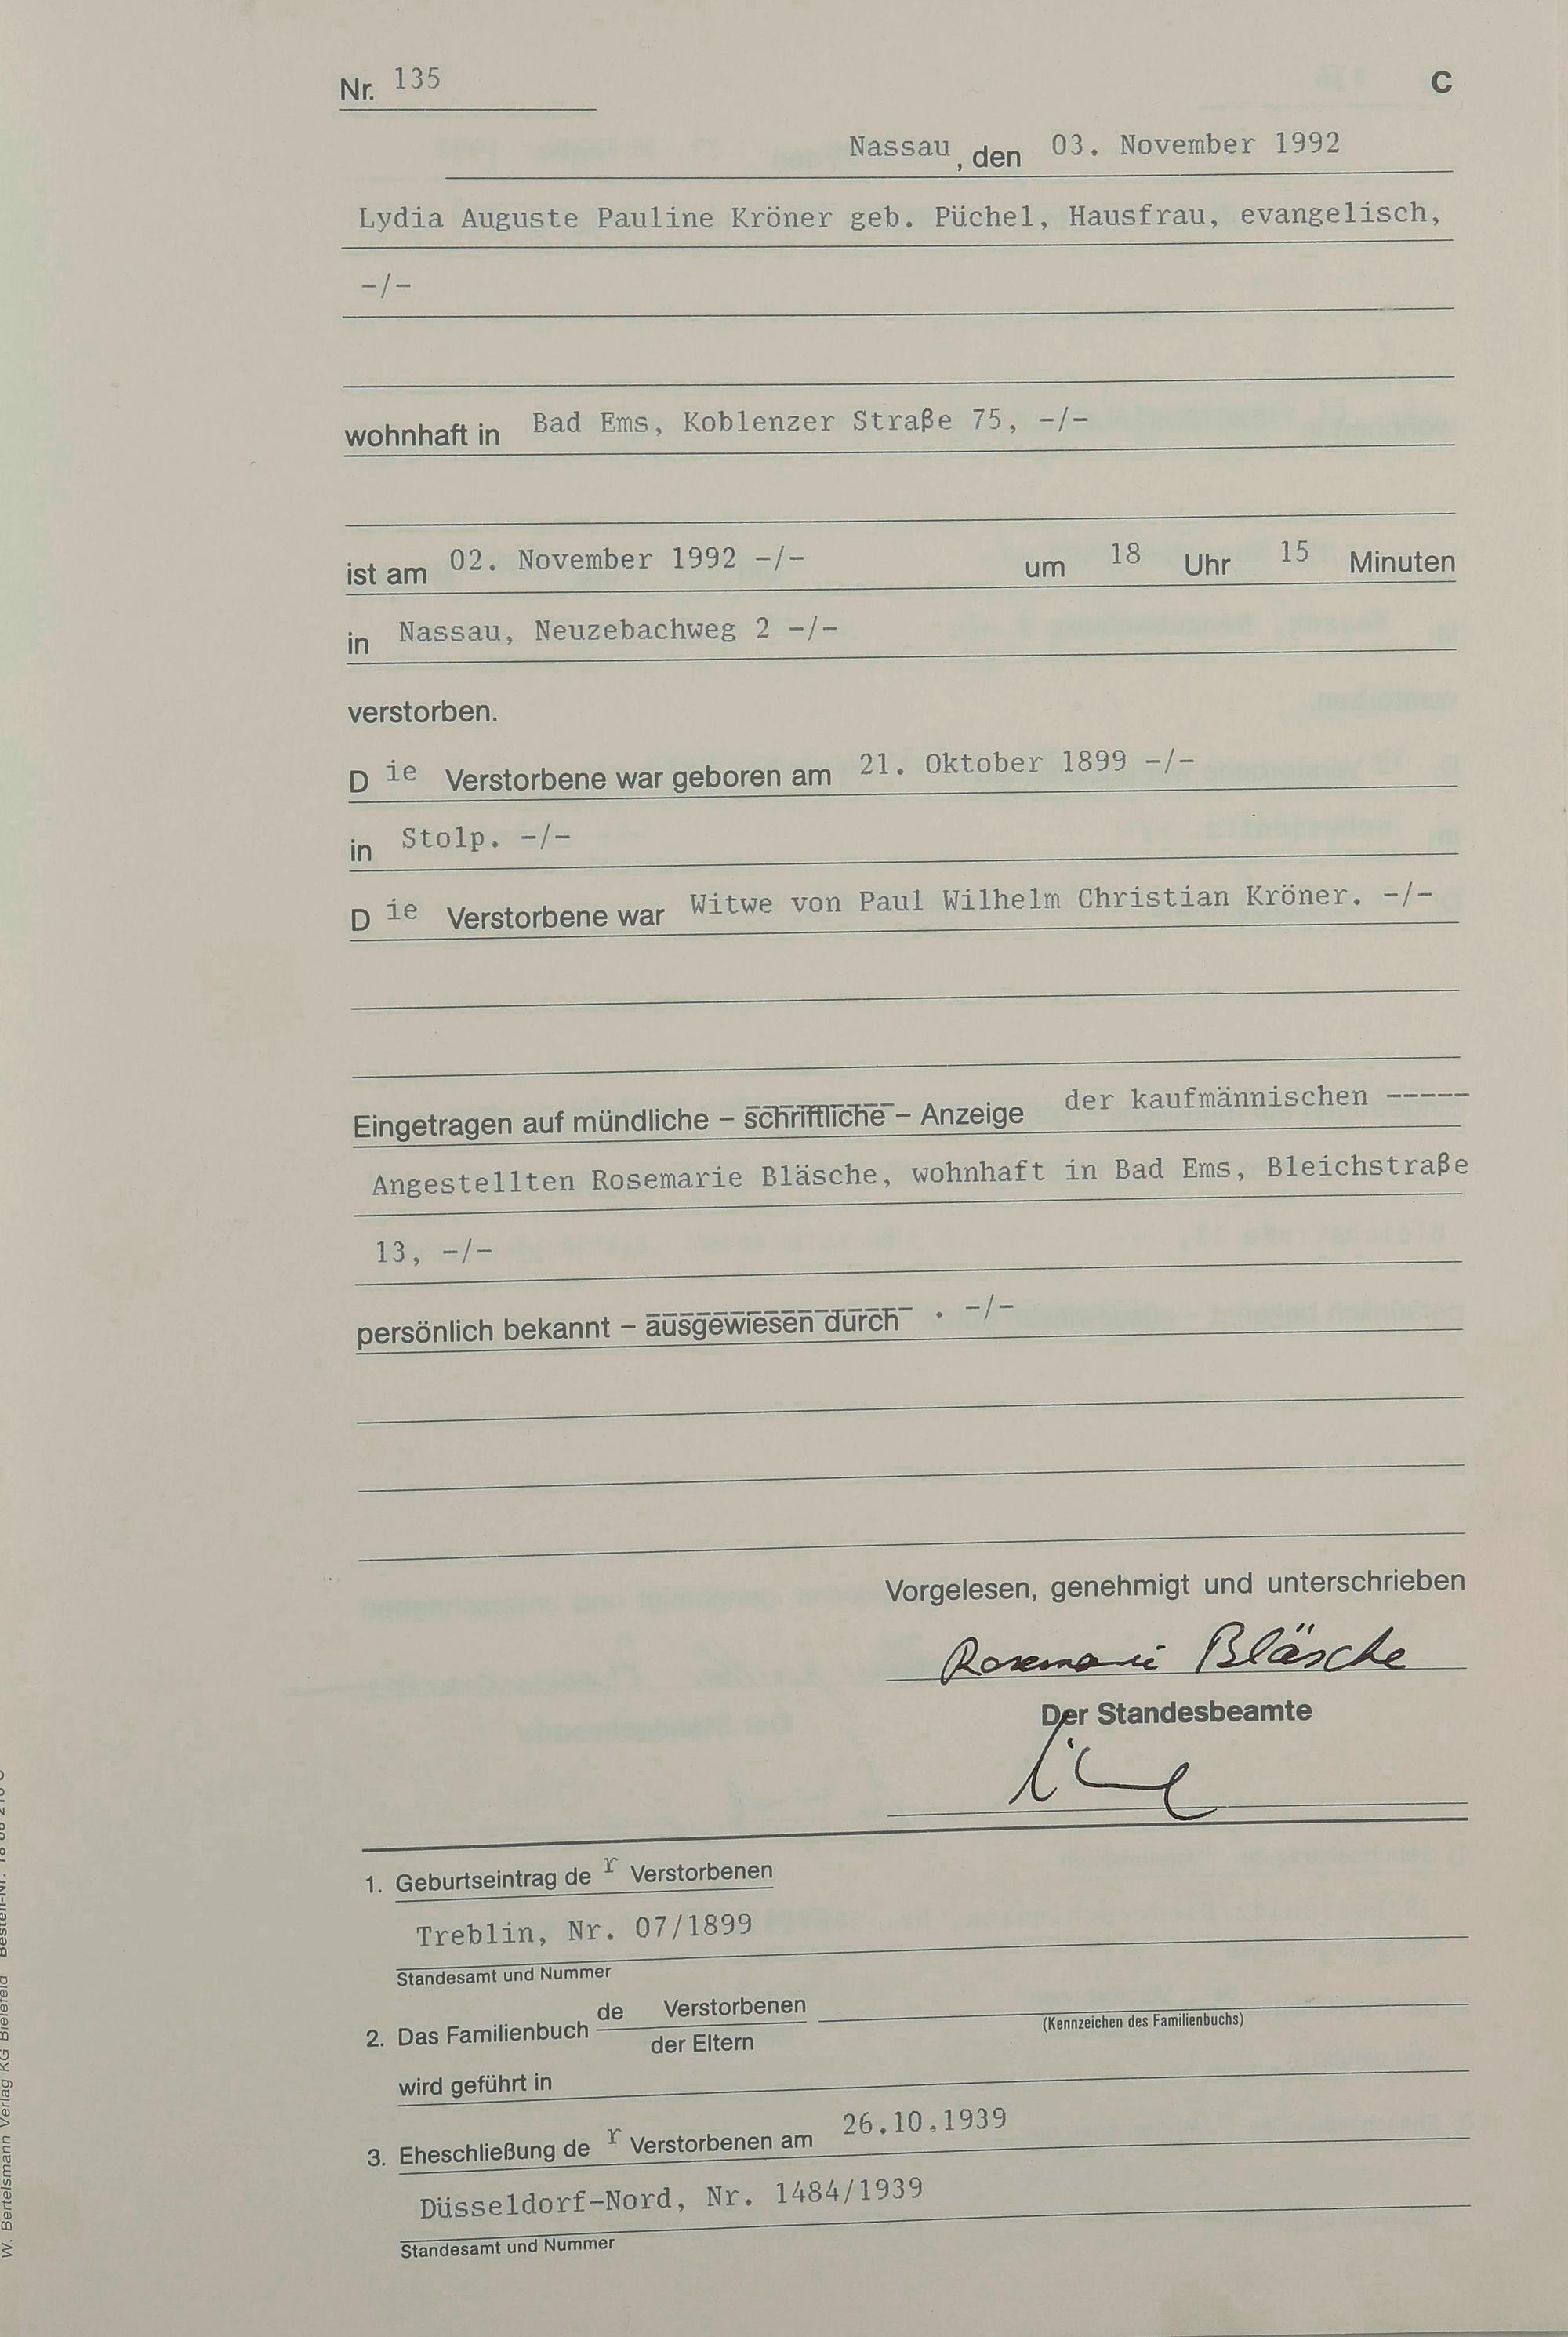 Nr. 135
C
Nassau, den 03. November 1992
Lydia Auguste Pauline Kröner geb. Püchel, Hausfrau, evangelisch,
-/-
wohnhaft in Bad Ems, Koblenzer Straße 75, -/-
ist am 02. November 1992 -/- um 18 Uhr 15 Minuten
in Nassau, Neuzebachweg 2 -/-
verstorben.
D ie Verstorbene war geboren am 21. Oktober 1899 -/-
in Stolp. -/-
D ie Verstorbene war Witwe von Paul Wilhelm Christian Kröner. -/-
Eingetragen auf mündliche – schriftliche – Anzeige der kaufmännischen -----
Angestellten Rosemarie Bläsche, wohnhaft in Bad Ems, Bleichstraße
13, -/-
persönlich bekannt – ausgewiesen durch . -/-
Vorgelesen, genehmigt und unterschrieben
Rosemarie Bläsche
Der Standesbeamte
1. Geburtseintrag de r Verstorbenen
Treblin, Nr. 07/1899
Standesamt und Nummer
2. Das Familienbuch de Verstorbenen
der Eltern
(Kennzeichen des Familienbuchs)
wird geführt in
3. Eheschließung de r Verstorbenen am 26.10.1939
Düsseldorf-Nord, Nr. 1484/1939
Standesamt und Nummer
W. Bertelsmann Verlag KG Bielefeld Bestell-Nr.